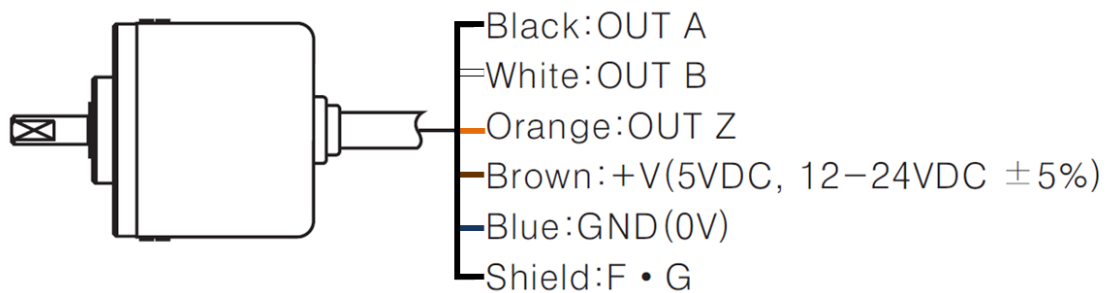 Black:OUT A
White:OUT B
Orange:OUT Z
Brown:+V(5VDC, 12-24VDC ±5%)
Blue:GND(0V)
Shield:F • G